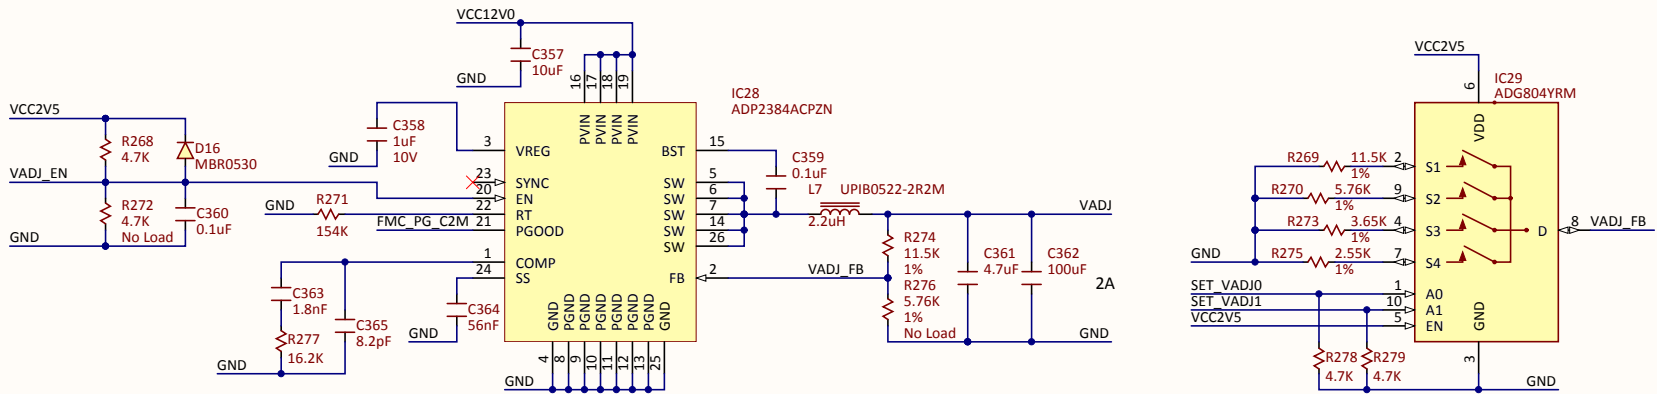 VCC12V0
C357
10uF
GND
16
17
18
19
IC28
ADP2384ACPZN
PVIN
PVIN
PVIN
PVIN
VCC2V5
R268
4.7K
D16
MBR0530
VADJ_EN
R272
4.7K
No Load
C360
0.1uF
GND
C358
1uF
10V
GND
GND
R271
154K
FMC_PG_C2M
3
VREG
23
SYNC
20
EN
22
RT
21
PGOOD
1
COMP
24
SS
C363
1.8nF
R277
16.2K
C365
8.2pF
GND
C364
56nF
GND
BST
15
SW
5
SW
6
SW
7
SW
14
SW
26
FB
2
GND
PGND
PGND
PGND
PGND
PGND
PGND
GND
4
8
9
10
11
12
13
25
GND
C359
0.1uF
L7
UPIB0522-2R2M
2.2uH
VADJ
VADJ_FB
R274
11.5K
1%
R276
5.76K
1%
No Load
C361
4.7uF
C362
100uF
2A
GND
VCC2V5
6
IC29
ADG804YRM
VDD
R269
11.5K
1%
2
S1
R270
5.76K
1%
9
S2
R273
3.65K
1%
4
S3
R275
2.55K
1%
7
S4
GND
D
8
VADJ_FB
SET_VADJ0
1
A0
SET_VADJ1
10
A1
VCC2V5
5
EN
GND
3
R278
4.7K
R279
4.7K
GND